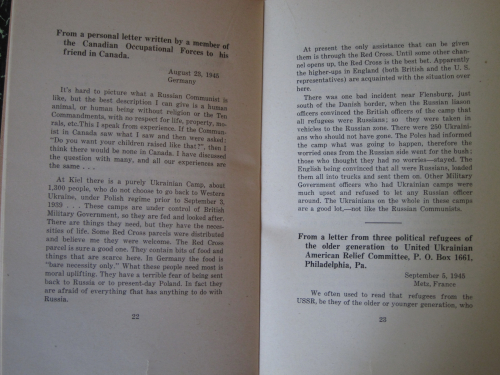 From a personal letter written by a member of
the Canadian Occupational Forces to his
friend in Canada.
August 25, 1945
Germany
It's hard to picture what a Russian Communist is
like, but the best description I can give is a human
animal, or human being without religion or the Ten
Commandments, with no respect for life, property, mo-
rals, etc. This I speak from experience. If the Commun-
ist in Canada saw what I saw and then were asked:
"Do you want your children raised like that?", then I
think there would be none in Canada. I have discussed
the question with many, and all our experiences are
the same . . .
At Kiel there is a purely Ukrainian Camp, about
1,300 people, who do not choose to go back to Western
Ukraine, under Polish regime prior to September 3,
1939 . . . These camps are under control of British
Military Government, so they are fed and looked after.
There are things they need, but they have the neces-
sities of life. Some Red Cross parcels were distributed
and believe me they were welcome. The Red Cross
parcel is sure a good one. They contain bits of food and
things that are scarce here. In Germany the food is
"bare necessity only." What these people need most is
moral uplifting. They have a terrible fear of being sent
back to Russia or to present-day Poland. In fact they
are afraid of everything that has anything to do with
Russia.
22
At present the only assistance that can be given
them is through the Red Cross. Until some other chan-
nel opens up, the Red Cross is the best bet. Apparently
the higher-ups in England (both British and the U. S.
representatives) are acquainted with the situation over
here.
There was one bad incident near Flensburg, just
south of the Danish border, when the Russian liason
officers convinced the British officers of the camp that
all refugees were Russians; so they were taken in
vehicles to the Russian zone. There were 250 Ukraini-
ans who should not have gone. The Poles had informed
the camp what was going to happen, therefore the
worried ones from the Russian side went for the bush;
those who thought they had no worries—stayed. The
English being convinced that all were Russians, loaded
them all into trucks and sent them on. Other Military
Government officers who had Ukrainian camps were
much upset and refused to let any Russian officer
around. The Ukrainians on the whole in these camps
are a good lot,—not like the Russian Communists.
From a letter from three political refugees of
the older generation to United Ukrainian
American Relief Committee, P. O. Box 1661,
Philadelphia, Pa.
September 5, 1945
Metz, France
We often used to read that refugees from the
USSR, be they of the older or younger generation, who
23